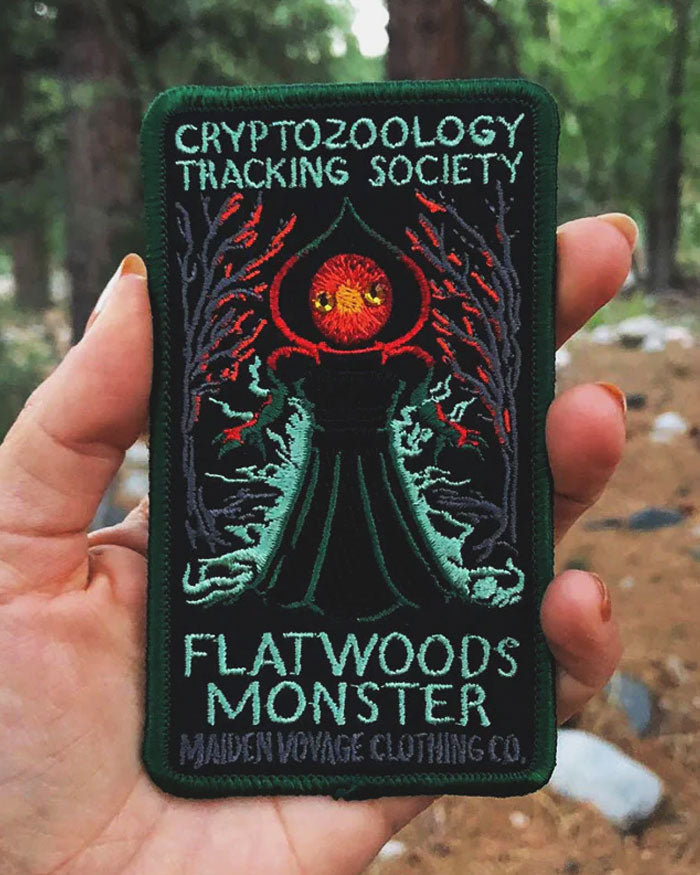 CRYPTOZOOLOGY
TRACKING SOCIETY
FLATWOODS
MONSTER
MAIDEN VOYAGE CLOTHING CO.